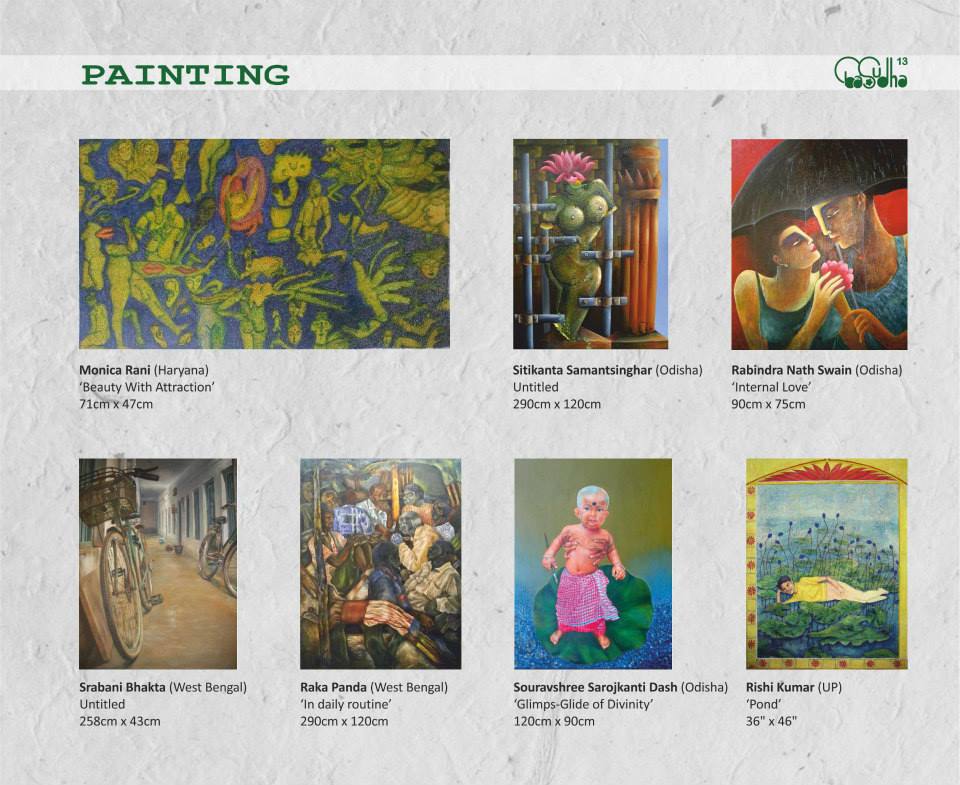 PAINTING
BaSudha 13
Monica Rani (Haryana)
‘Beauty With Attraction’
71cm x 47cm
Sitikanta Samantsinghar (Odisha)
Untitled
290cm x 120cm
Rabindra Nath Swain (Odisha)
‘Internal Love’
90cm x 75cm
Srabani Bhakta (West Bengal)
Untitled
258cm x 43cm
Raka Panda (West Bengal)
‘In daily routine’
290cm x 120cm
Souravshree Sarojkanti Dash (Odisha)
‘Glimps-Glide of Divinity’
120cm x 90cm
Rishi Kumar (UP)
‘Pond’
36" x 46"